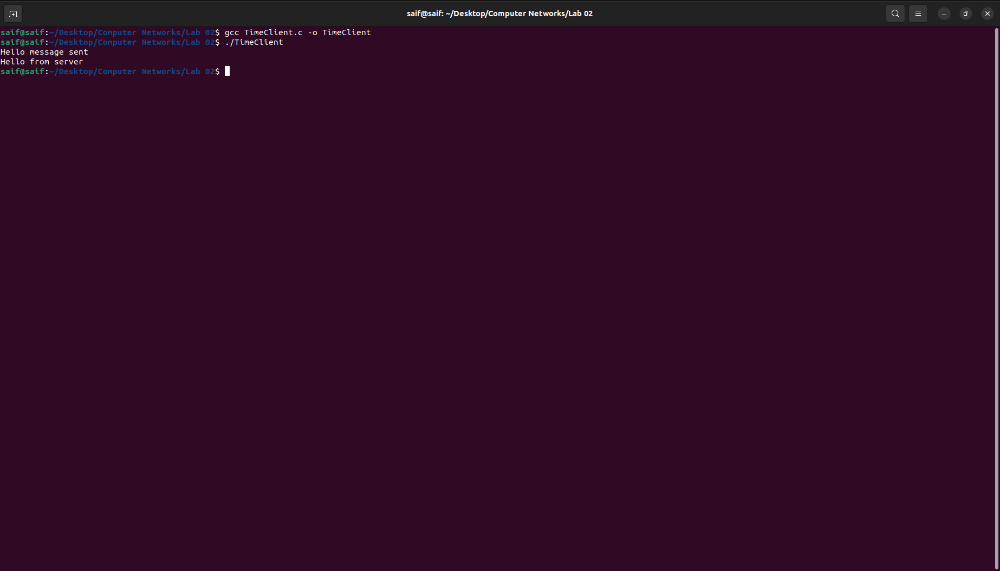 saif@saif: ~/Desktop/Computer Networks/Lab 02
saif@saif:~/Desktop/Computer Networks/Lab 02$ gcc TimeClient.c -o TimeClient
saif@saif:~/Desktop/Computer Networks/Lab 02$ ./TimeClient
Hello message sent
Hello from server
saif@saif:~/Desktop/Computer Networks/Lab 02$